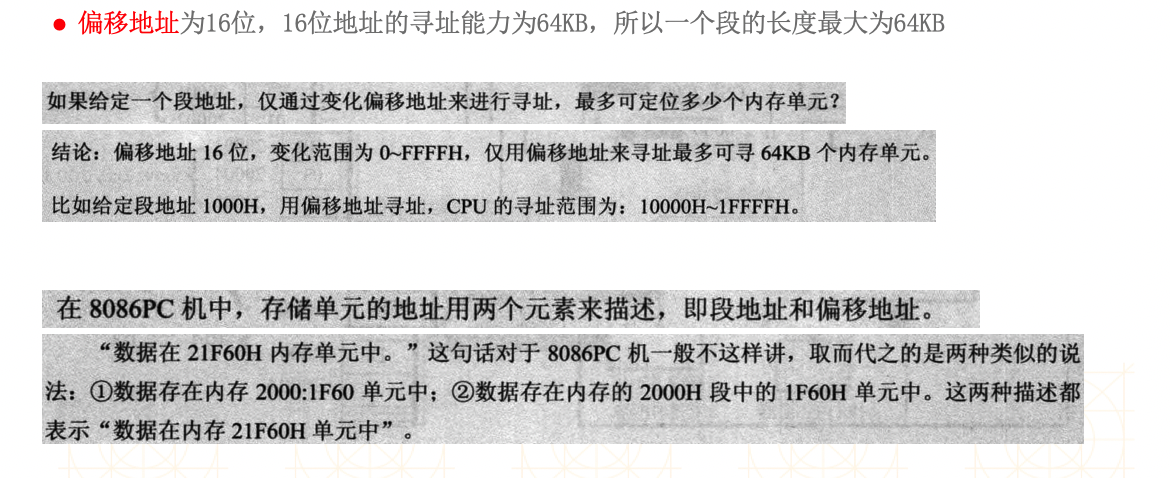 ● 偏移地址为16位，16位地址的寻址能力为64KB，所以一个段的长度最大为64KB
如果给定一个段地址，仅通过变化偏移地址来进行寻址，最多可定位多少个内存单元？
结论：偏移地址 16 位，变化范围为 0~FFFFH，仅用偏移地址来寻址最多可寻 64KB 个内存单元。
比如给定段地址 1000H，用偏移地址寻址，CPU 的寻址范围为：10000H~1FFFFH。
在 8086PC 机中，存储单元的地址用两个元素来描述，即段地址和偏移地址。
“数据在 21F60H 内存单元中。”这句话对于 8086PC 机一般不这样讲，取而代之的是两种类似的说
法：①数据存在内存 2000:1F60 单元中；②数据存在内存的 2000H 段中的 1F60H 单元中。这两种描述都
表示“数据在内存 21F60H 单元中”。